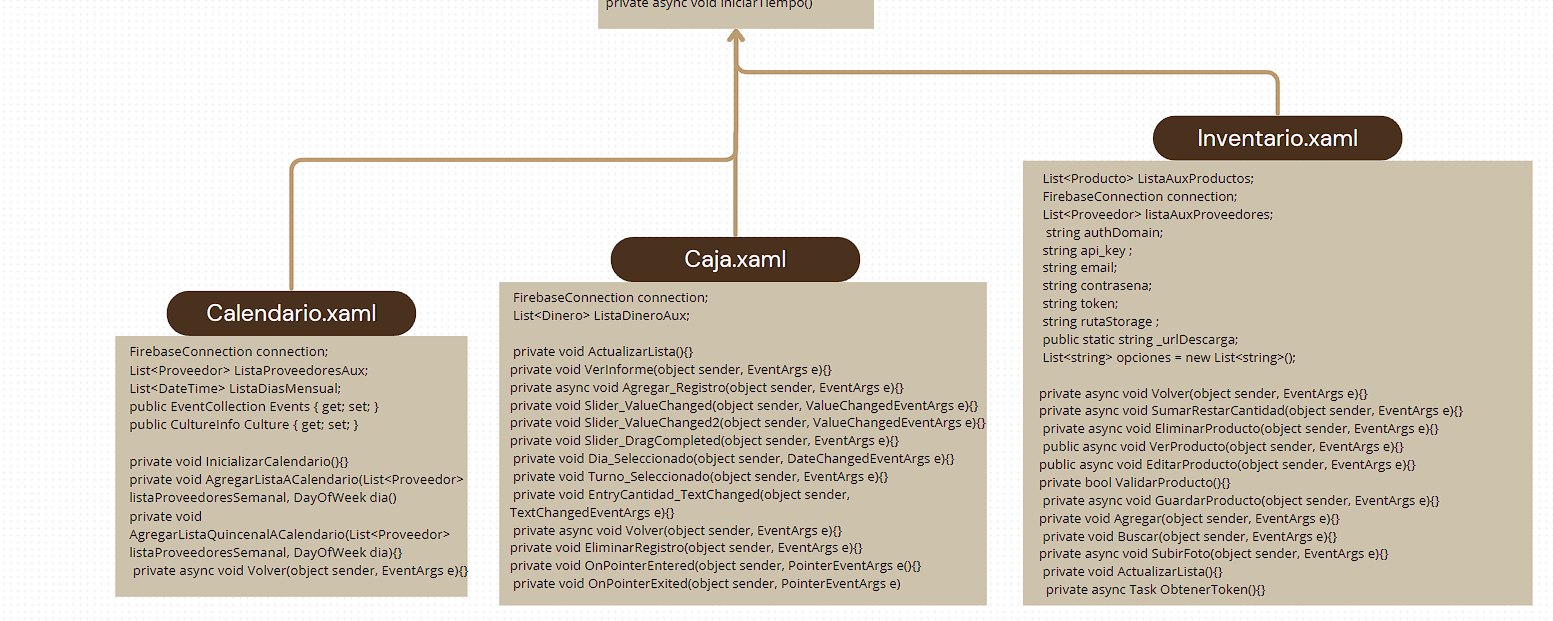 private async void IniciarTiempo()
Inventario.xaml
List<Producto> ListaAuxProductos;
FirebaseConnection connection;
List<Proveedor> listaAuxProveedores;
string authDomain;
string api_key ;
string email;
string contrasena;
string token;
string rutaStorage ;
public static string _urlDescarga;
List<string> opciones = new List<string>();
private async void Volver(object sender, EventArgs e){}
private async void SumarRestarCantidad(object sender, EventArgs e){}
private async void EliminarProducto(object sender, EventArgs e){}
public async void VerProducto(object sender, EventArgs e){}
public async void EditarProducto(object sender, EventArgs e){}
private bool ValidarProducto(){}
private async void GuardarProducto(object sender, EventArgs e){}
private void Agregar(object sender, EventArgs e){}
private void Buscar(object sender, EventArgs e){}
private async void SubirFoto(object sender, EventArgs e){}
private void ActualizarLista(){}
private async Task ObtenerToken(){}
Caja.xaml
FirebaseConnection connection;
List<Dinero> ListaDineroAux;
private void ActualizarLista(){}
private void VerInforme(object sender, EventArgs e){}
private async void Agregar_Registro(object sender, EventArgs e){}
private void Slider_ValueChanged(object sender, ValueChangedEventArgs e){}
private void Slider_ValueChanged2(object sender, ValueChangedEventArgs e){}
private void Slider_DragCompleted(object sender, EventArgs e){}
private void Dia_Seleccionado(object sender, DateChangedEventArgs e){}
private void Turno_Seleccionado(object sender, EventArgs e){}
private void EntryCantidad_TextChanged(object sender,
TextChangedEventArgs e){}
private async void Volver(object sender, EventArgs e){}
private void EliminarRegistro(object sender, EventArgs e){}
private void OnPointerEntered(object sender, PointerEventArgs e(){}
private void OnPointerExited(object sender, PointerEventArgs e)
Calendario.xaml
FirebaseConnection connection;
List<Proveedor> ListaProveedoresAux;
List<DateTime> ListaDiasMensual;
public EventCollection Events { get; set; }
public CultureInfo Culture { get; set; }
private void InicializarCalendario(){}
private void AgregarListaACalendario(List<Proveedor>
listaProveedoresSemanal, DayOfWeek dia()
private void
AgregarListaQuincenalACalendario(List<Proveedor>
listaProveedoresSemanal, DayOfWeek dia){}
private async void Volver(object sender, EventArgs e){}